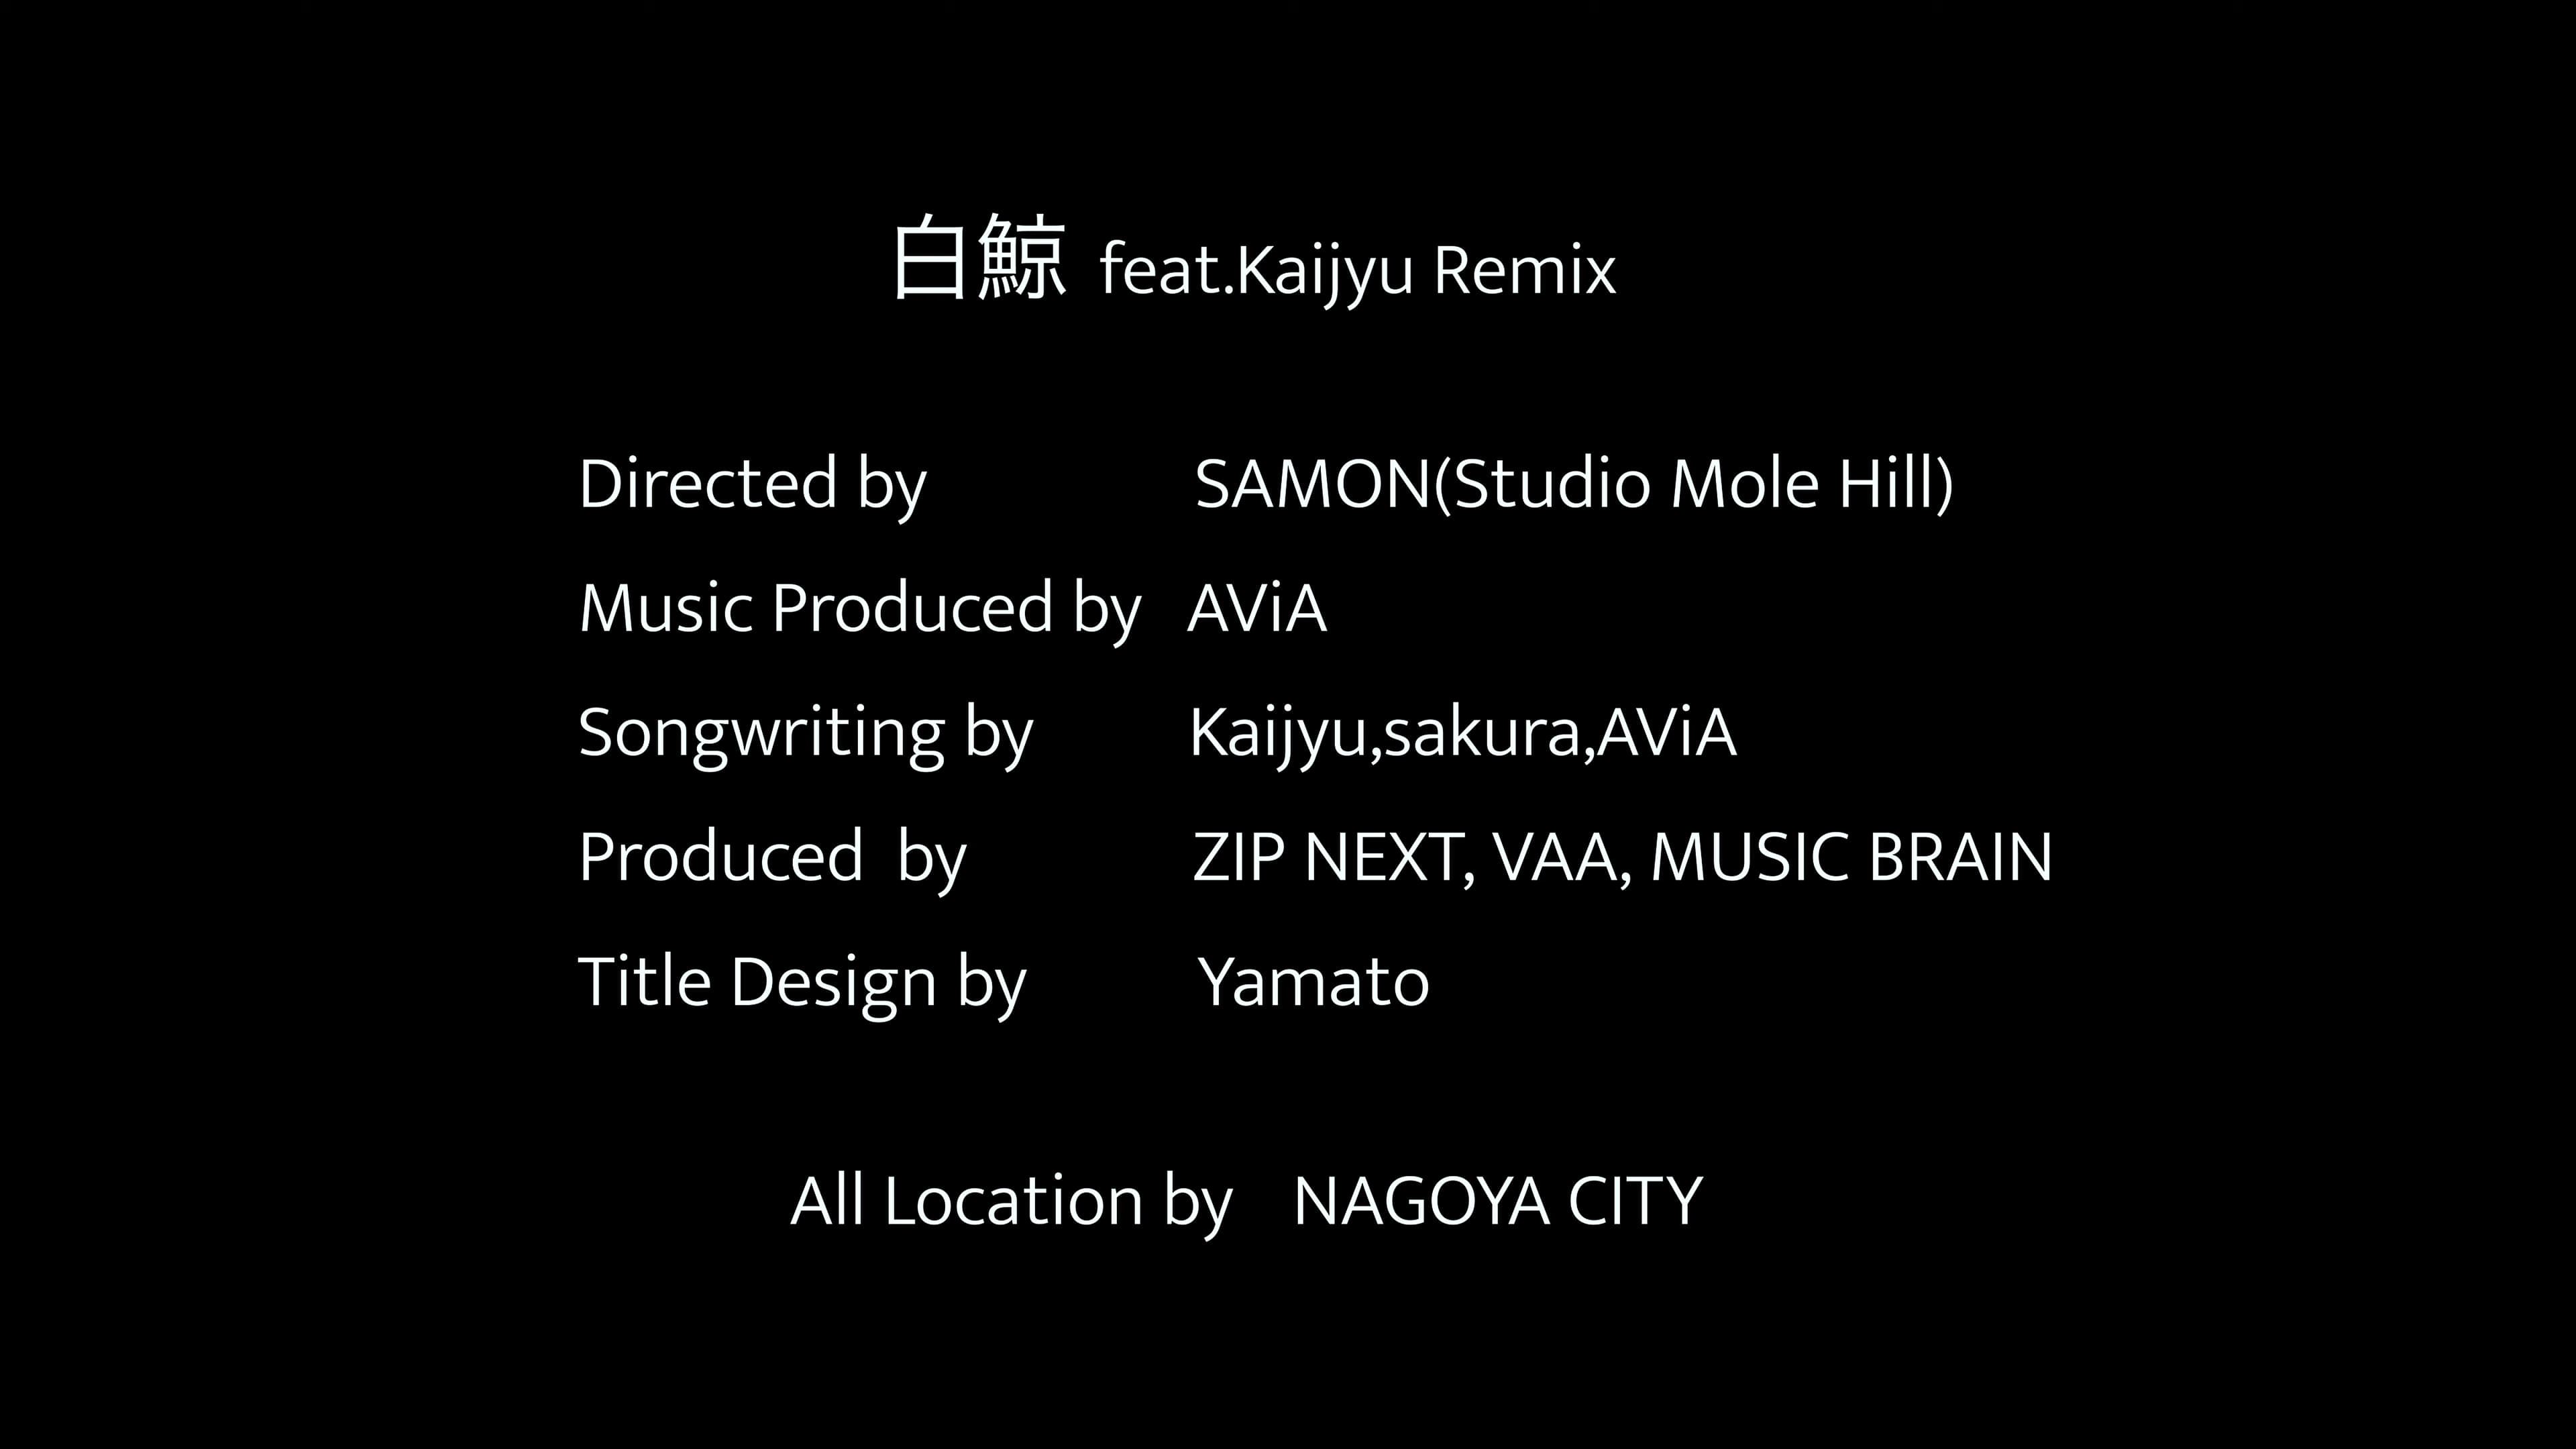 白鯨 feat.Kaijyu Remix
Directed by SAMON(Studio Mole Hill)
Music Produced by AViA
Songwriting by Kaijyu,sakura,AViA
Produced by ZIP NEXT, VAA, MUSIC BRAIN
Title Design by Yamato
All Location by NAGOYA CITY